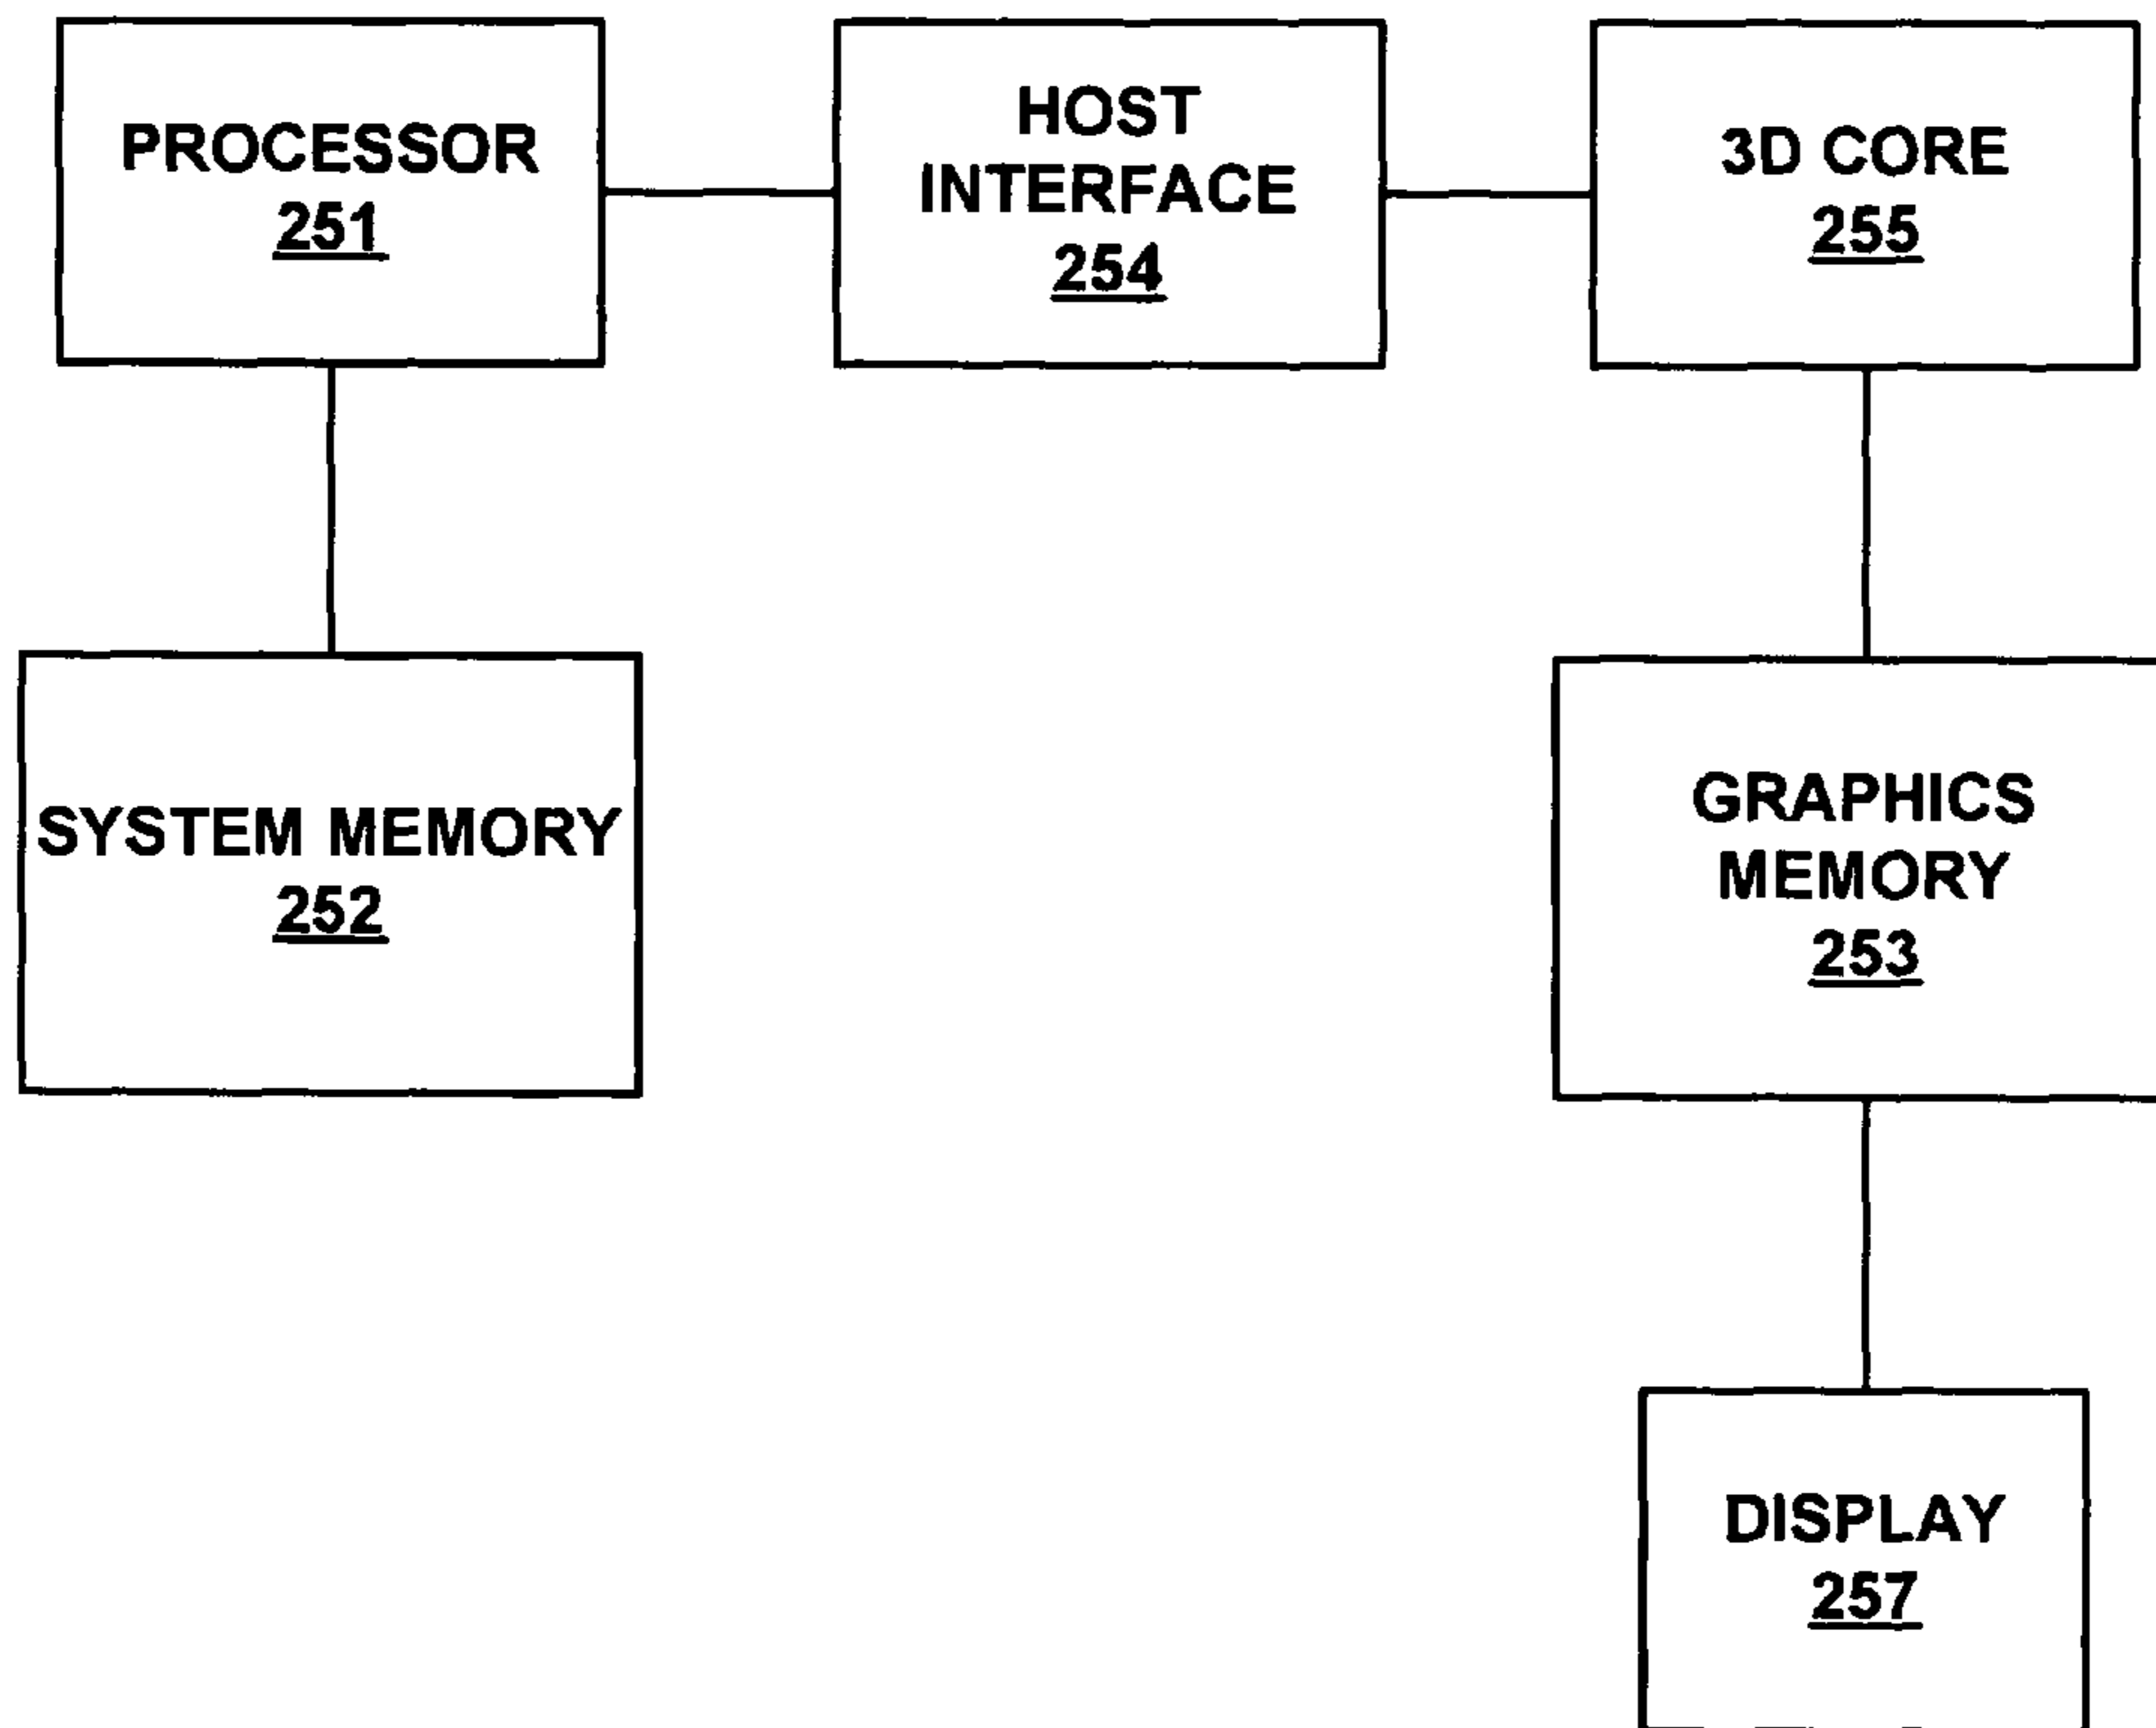 PROCESSOR
251
HOST
INTERFACE
254
3D CORE
255
SYSTEM MEMORY
252
GRAPHICS
MEMORY
253
DISPLAY
257